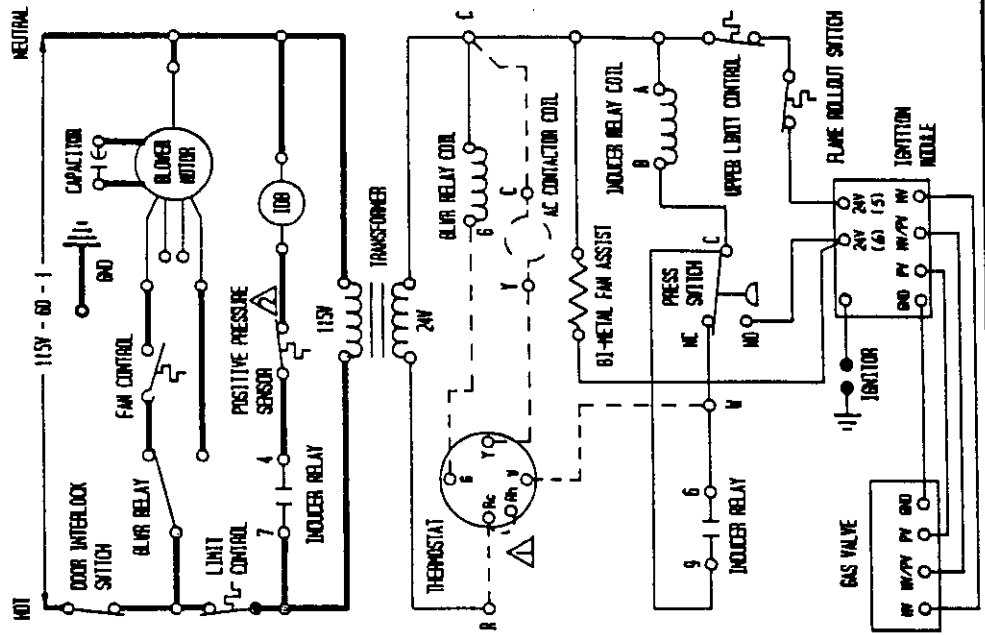 HOT
115V - 60 - 1
NEUTRAL
DOOR INTERLOCK
SWITCH
GND
CAPACITOR
FAN CONTROL
BLWR RELAY
BLOWER
MOTOR
LIMIT
CONTROL
POSITIVE PRESSURE
SENSOR
2
IDB
7
4
INDUCER RELAY
115V
TRANSFORMER
24V
THERMOSTAT
BLWR RELAY COIL
C
R
G
Rc
Y
Rh
W
1
G
Y
C
AC CONTACTOR COIL
BI-METAL FAN ASSIST
INDUCER RELAY COIL
B
A
PRESS
SWITCH
C
NC
NO
UPPER LIMIT CONTROL
W
9
6
INDUCER RELAY
FLAME ROLLOUT SWITCH
IGNITOR
IGNITION
MODULE
24V
(6)
24V
(5)
GND
PV
MV/PV
MV
GAS VALVE
MV
MV/PV
PV
GND